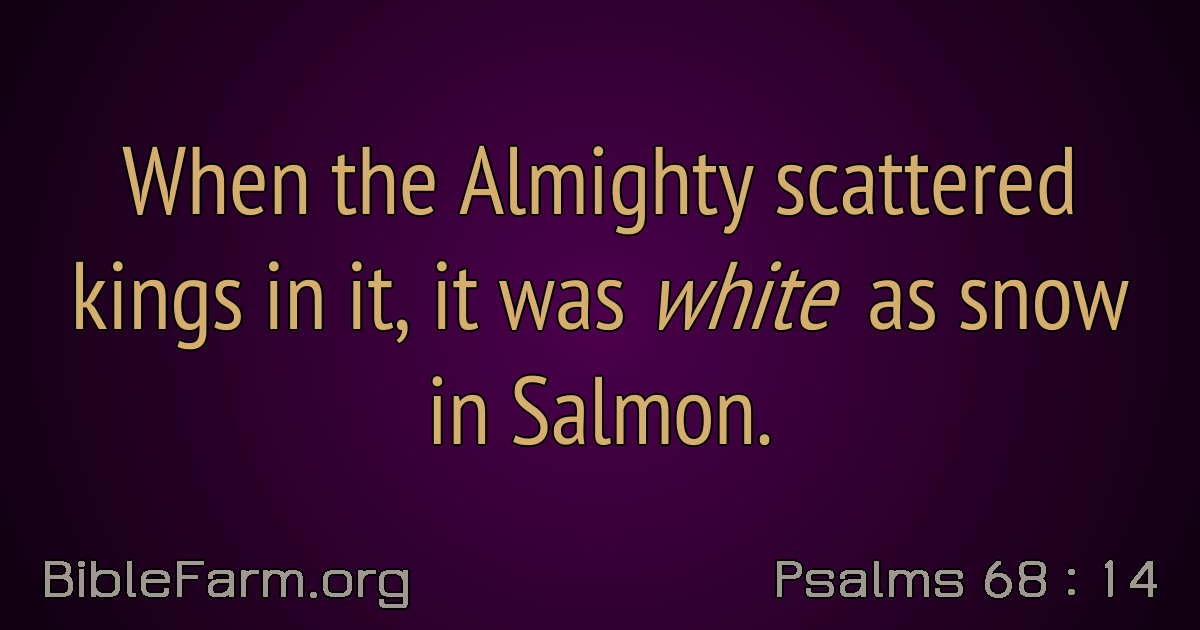 When the Almighty scattered
kings in it, it was white as snow
in Salmon.
BibleFarm.org
Psalms 68 : 14